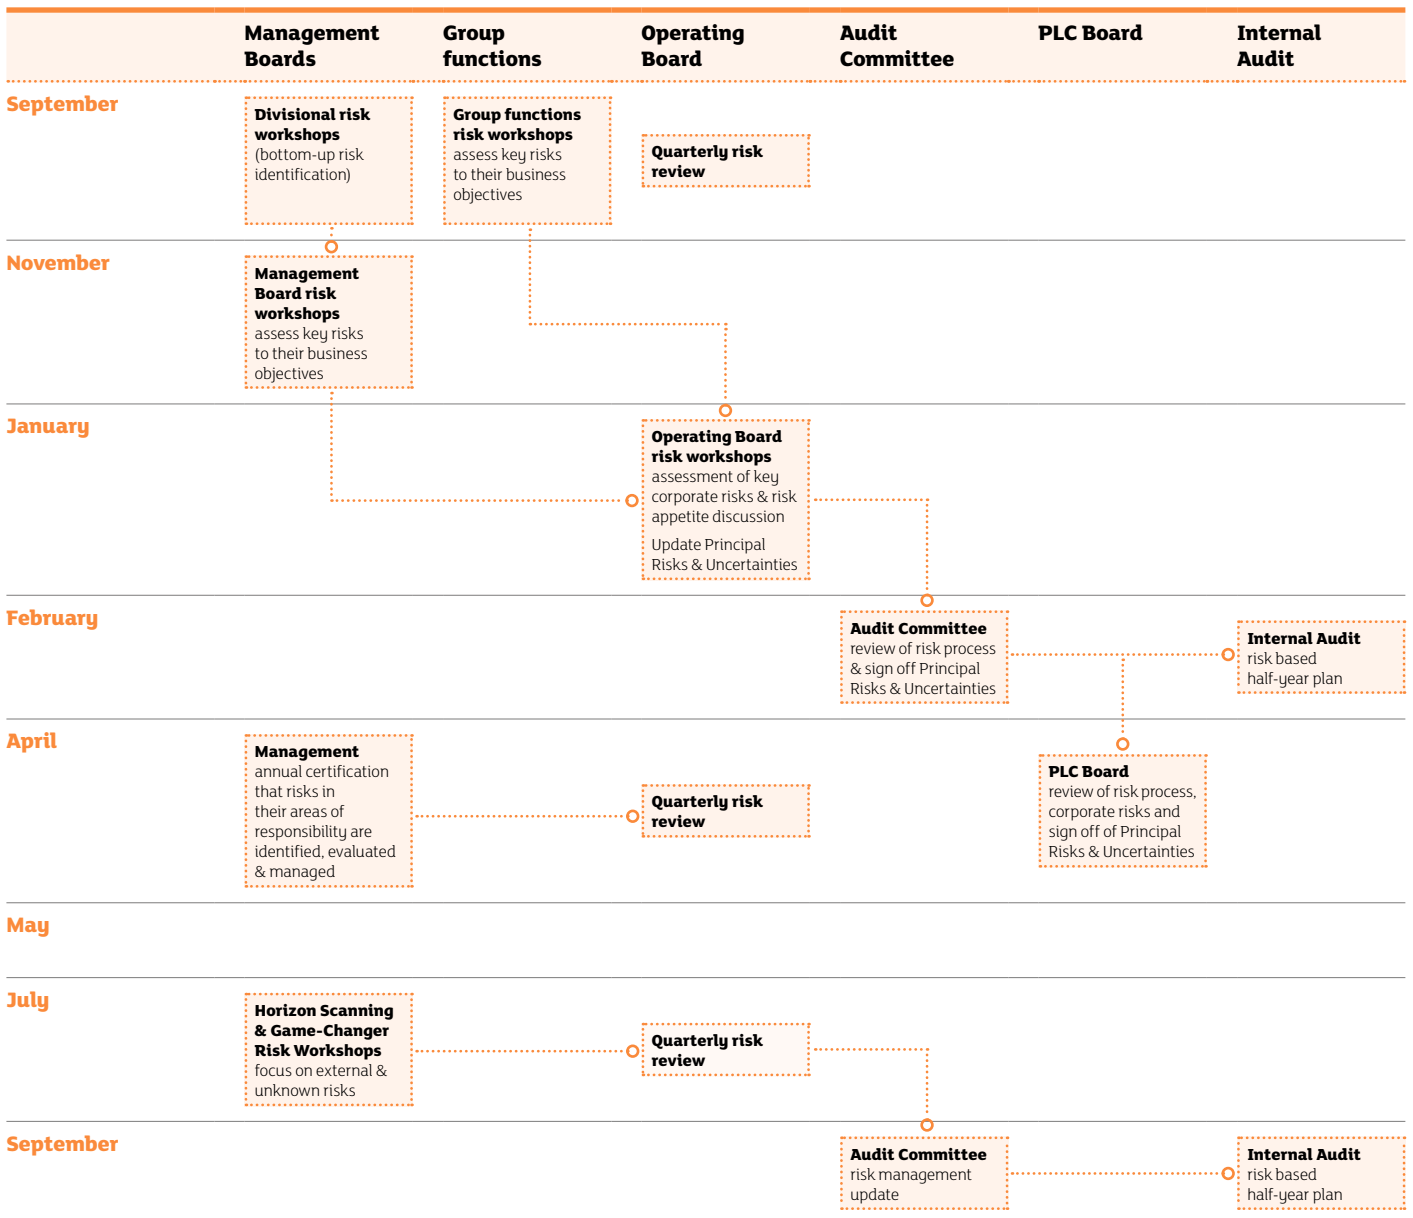 Management
Boards
Group
functions
Operating
Board
Audit
Committee
PLC Board
Internal
Audit
September
Divisional risk
workshops
(bottom-up risk
identification)
Group functions
risk workshops
assess key risks
to their business
objectives
Quarterly risk
review
November
Management
Board risk
workshops
assess key risks
to their business
objectives
January
Operating Board
risk workshops
assessment of key
corporate risks & risk
appetite discussion
Update Principal
Risks & Uncertainties
February
Audit Committee
review of risk process
& sign off Principal
Risks & Uncertainties
Internal Audit
risk based
half-year plan
April
Management
annual certification
that risks in
their areas of
responsibility are
identified, evaluated
& managed
Quarterly risk
review
PLC Board
review of risk process,
corporate risks and
sign off of Principal
Risks & Uncertainties
May
July
Horizon Scanning
& Game-Changer
Risk Workshops
focus on external &
unknown risks
Quarterly risk
review
September
Audit Committee
risk management
update
Internal Audit
risk based
half-year plan